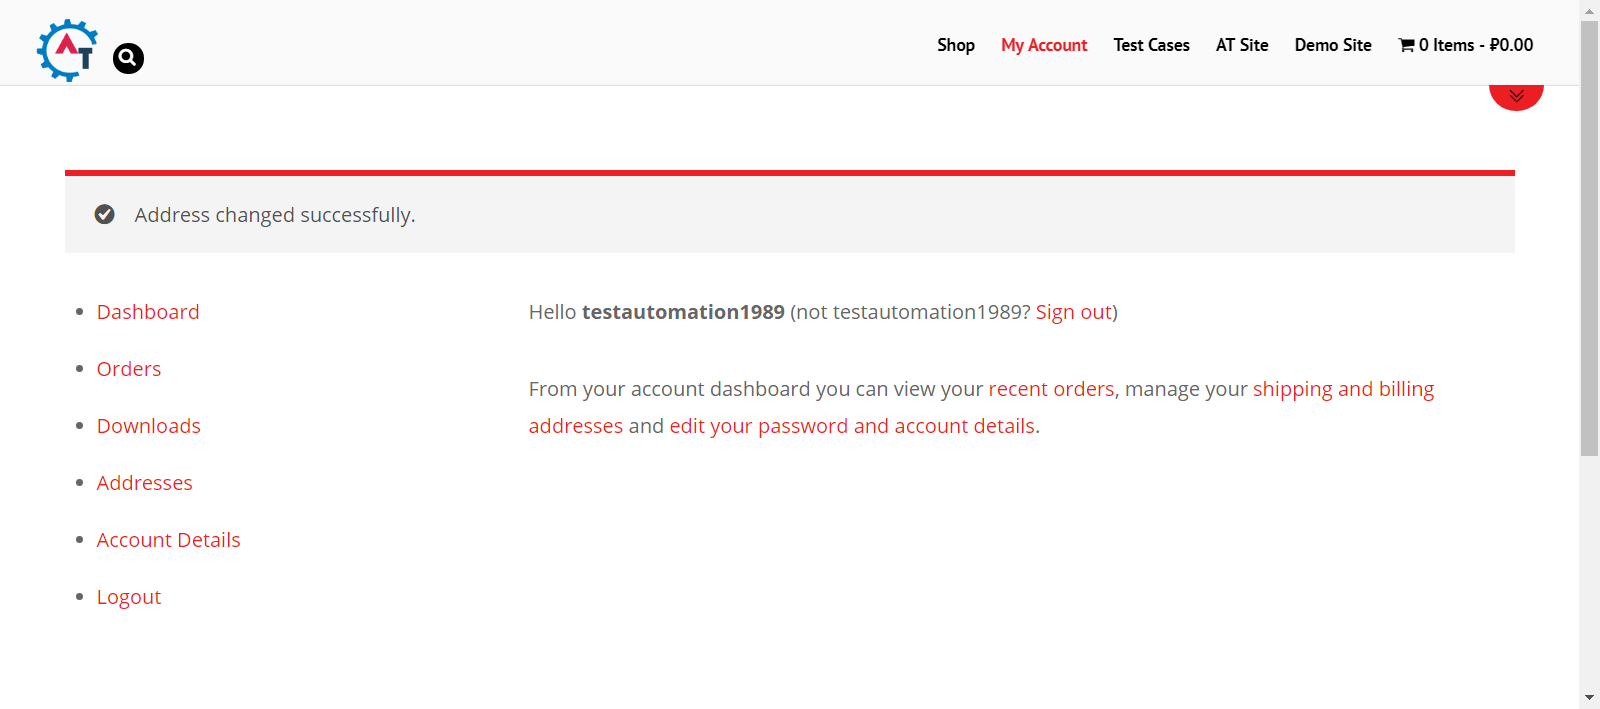 AT
Shop My Account Test Cases AT Site Demo Site 0 Items - ₽0.00
Address changed successfully.
Dashboard
Orders
Downloads
Addresses
Account Details
Logout
Hello testautomation1989 (not testautomation1989? Sign out)
From your account dashboard you can view your recent orders, manage your shipping and billing
addresses and edit your password and account details.